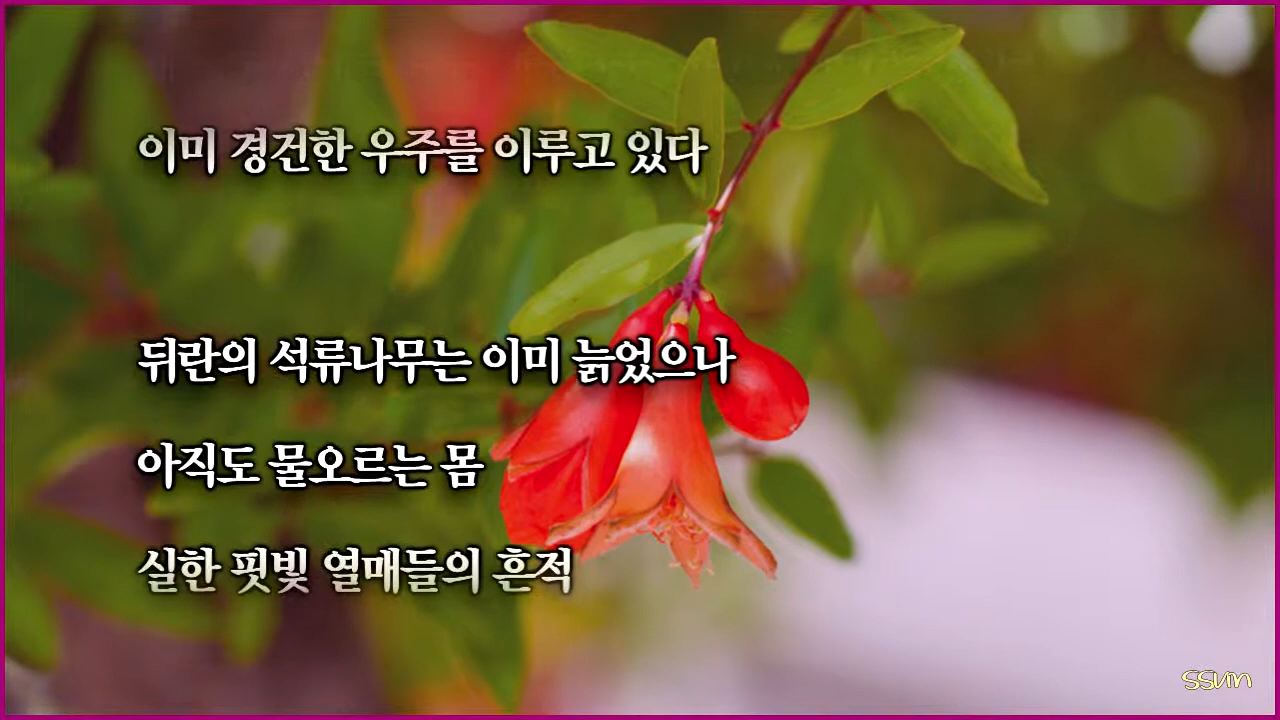 이미 경건한 우주를 이루고 있다
뒤란의 석류나무는 이미 늙었으나
아직도 물오르는 몸
실한 핏빛 열매들의 흔적
ssvin